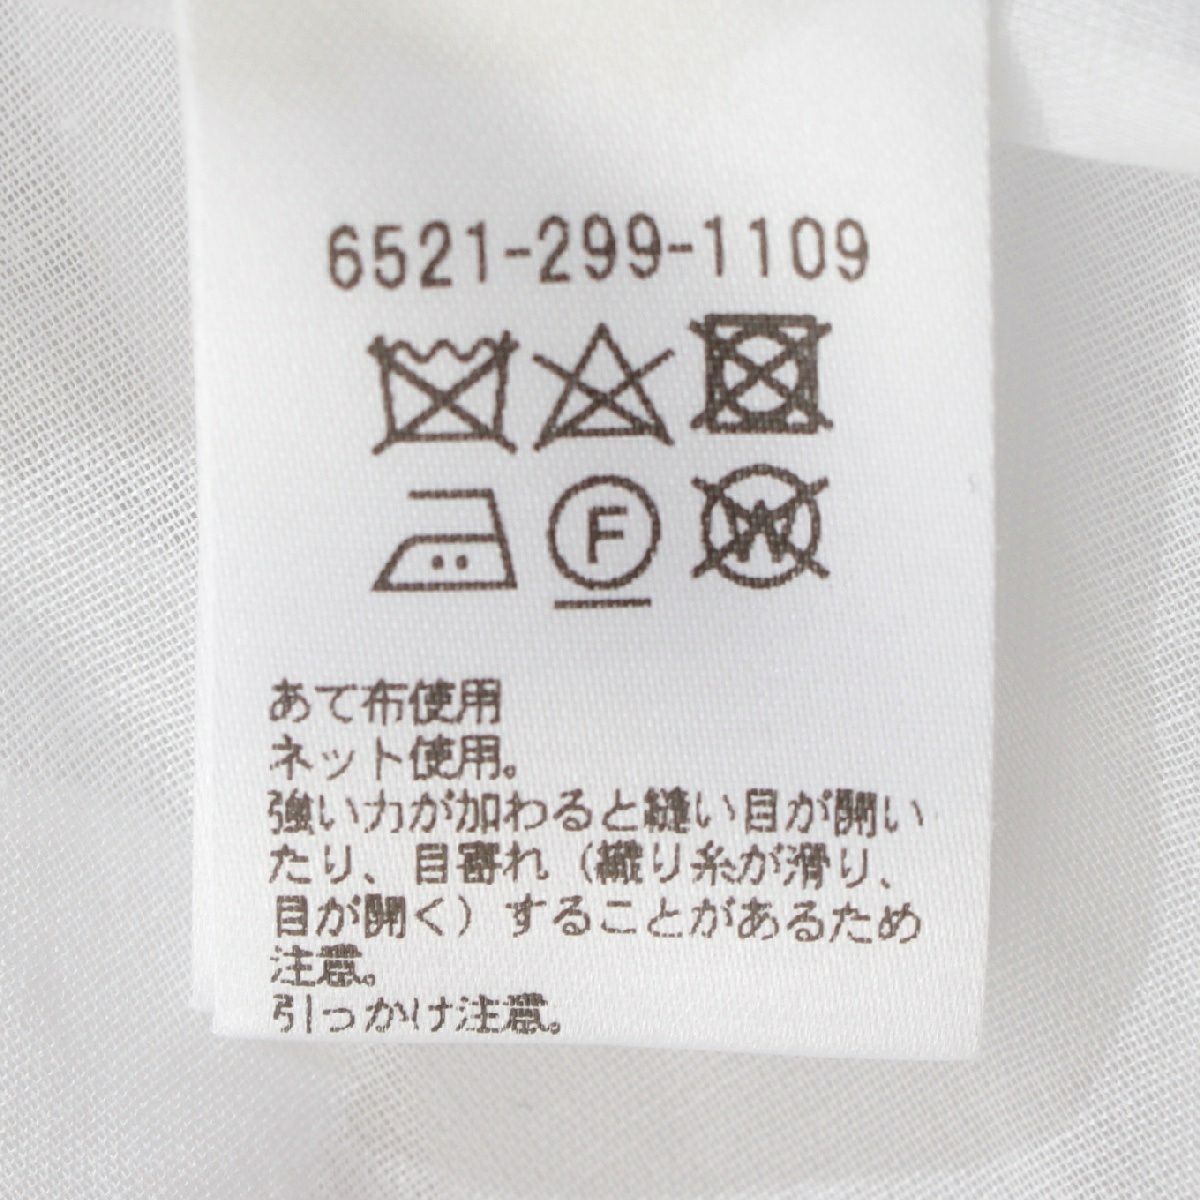 6521-299-1109
F
W
あて布使用
ネット使用。
強い力が加わると縫い目が開い
たり、目寄れ（織り糸が滑り、
目が開く）することがあるため
注意。
引っかけ注意。